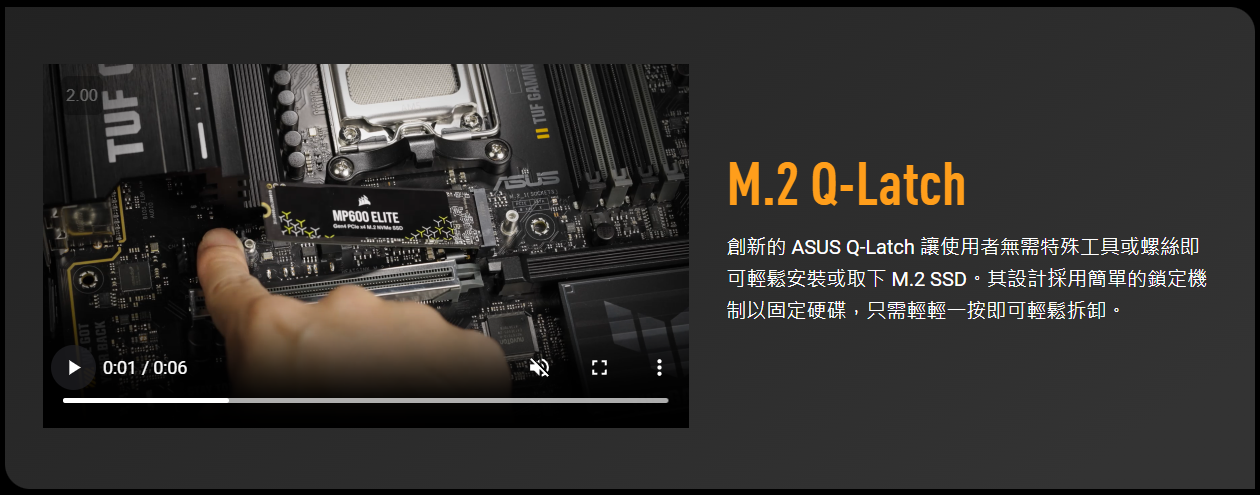 2.00
TUF G
TUF GAMIN
ASUS
M.2
MP600 ELITE
Gen4 PCIe x4 M.2 NVMe SSD
GOT
R BACK
0:01 / 0:06
M.2 Q-Latch
創新的 ASUS Q-Latch 讓使用者無需特殊工具或螺絲即
可輕鬆安裝或取下 M.2 SSD。其設計採用簡單的鎖定機
制以固定硬碟，只需輕輕一按即可輕鬆拆卸。